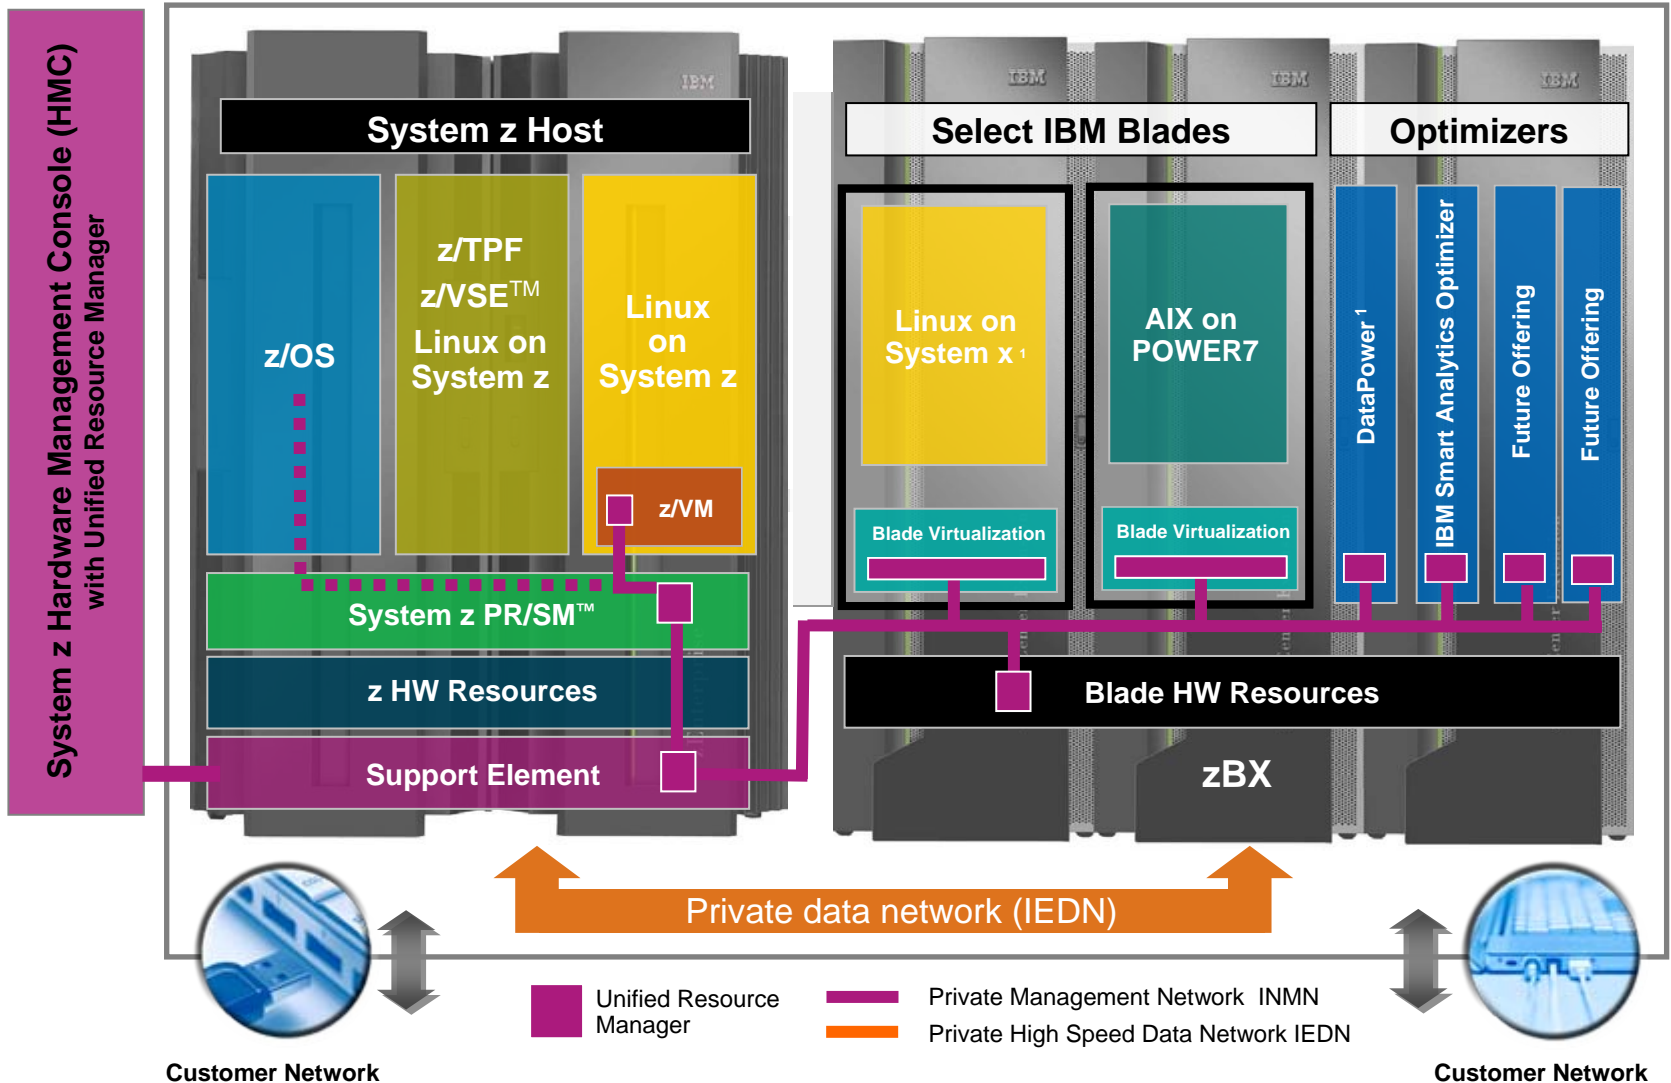 System z Hardware Management Console (HMC)
with Unified Resource Manager
IBM
IBM
IBM
IBM
System z Host
Select IBM Blades
Optimizers
z/OS
z/TPF
z/VSE™
Linux on
System z
Linux
on
System z
z/VM
Linux on
System x 1
AIX on
POWER7
Blade Virtualization
Blade Virtualization
DataPower 1
IBM Smart Analytics Optimizer
Future Offering
Future Offering
System z PR/SM™
z HW Resources
Support Element
Blade HW Resources
zBX
Private data network (IEDN)
Unified Resource
Manager
Private Management Network INMN
Private High Speed Data Network IEDN
Customer Network
Customer Network